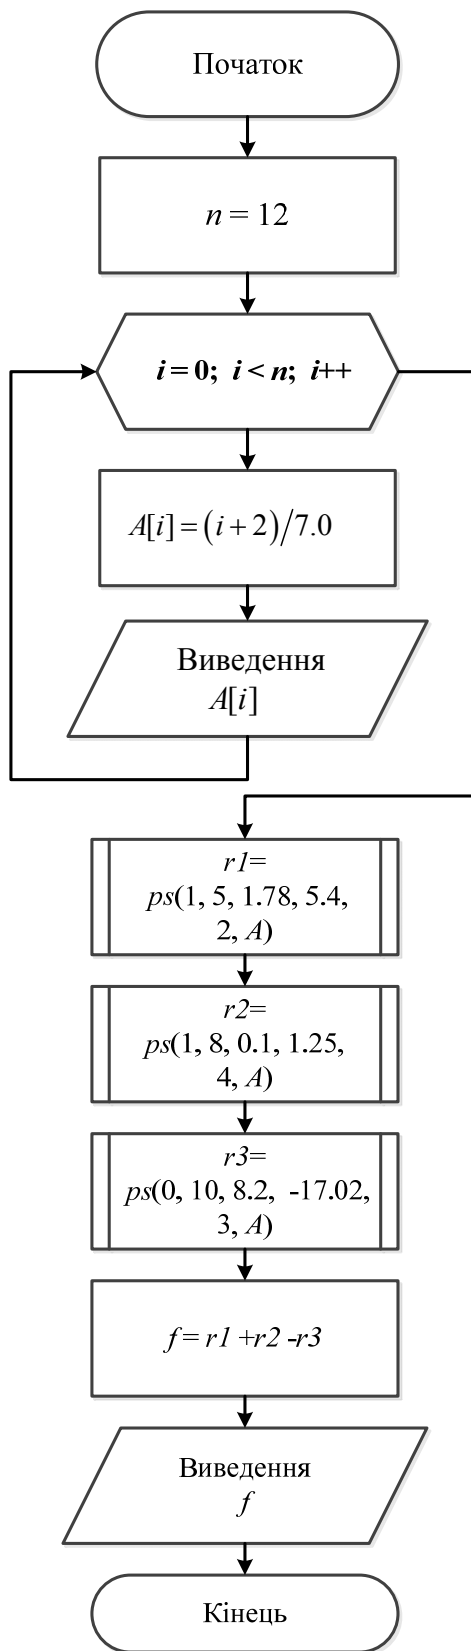 Початок
n = 12
i = 0; i < n; i++
A[i] = (i + 2)/7.0
Виведення
A[i]
r1=
ps(1, 5, 1.78, 5.4,
2, A)
r2=
ps(1, 8, 0.1, 1.25,
4, A)
r3=
ps(0, 10, 8.2, -17.02,
3, A)
f = r1 +r2 -r3
Виведення
f
Кінець